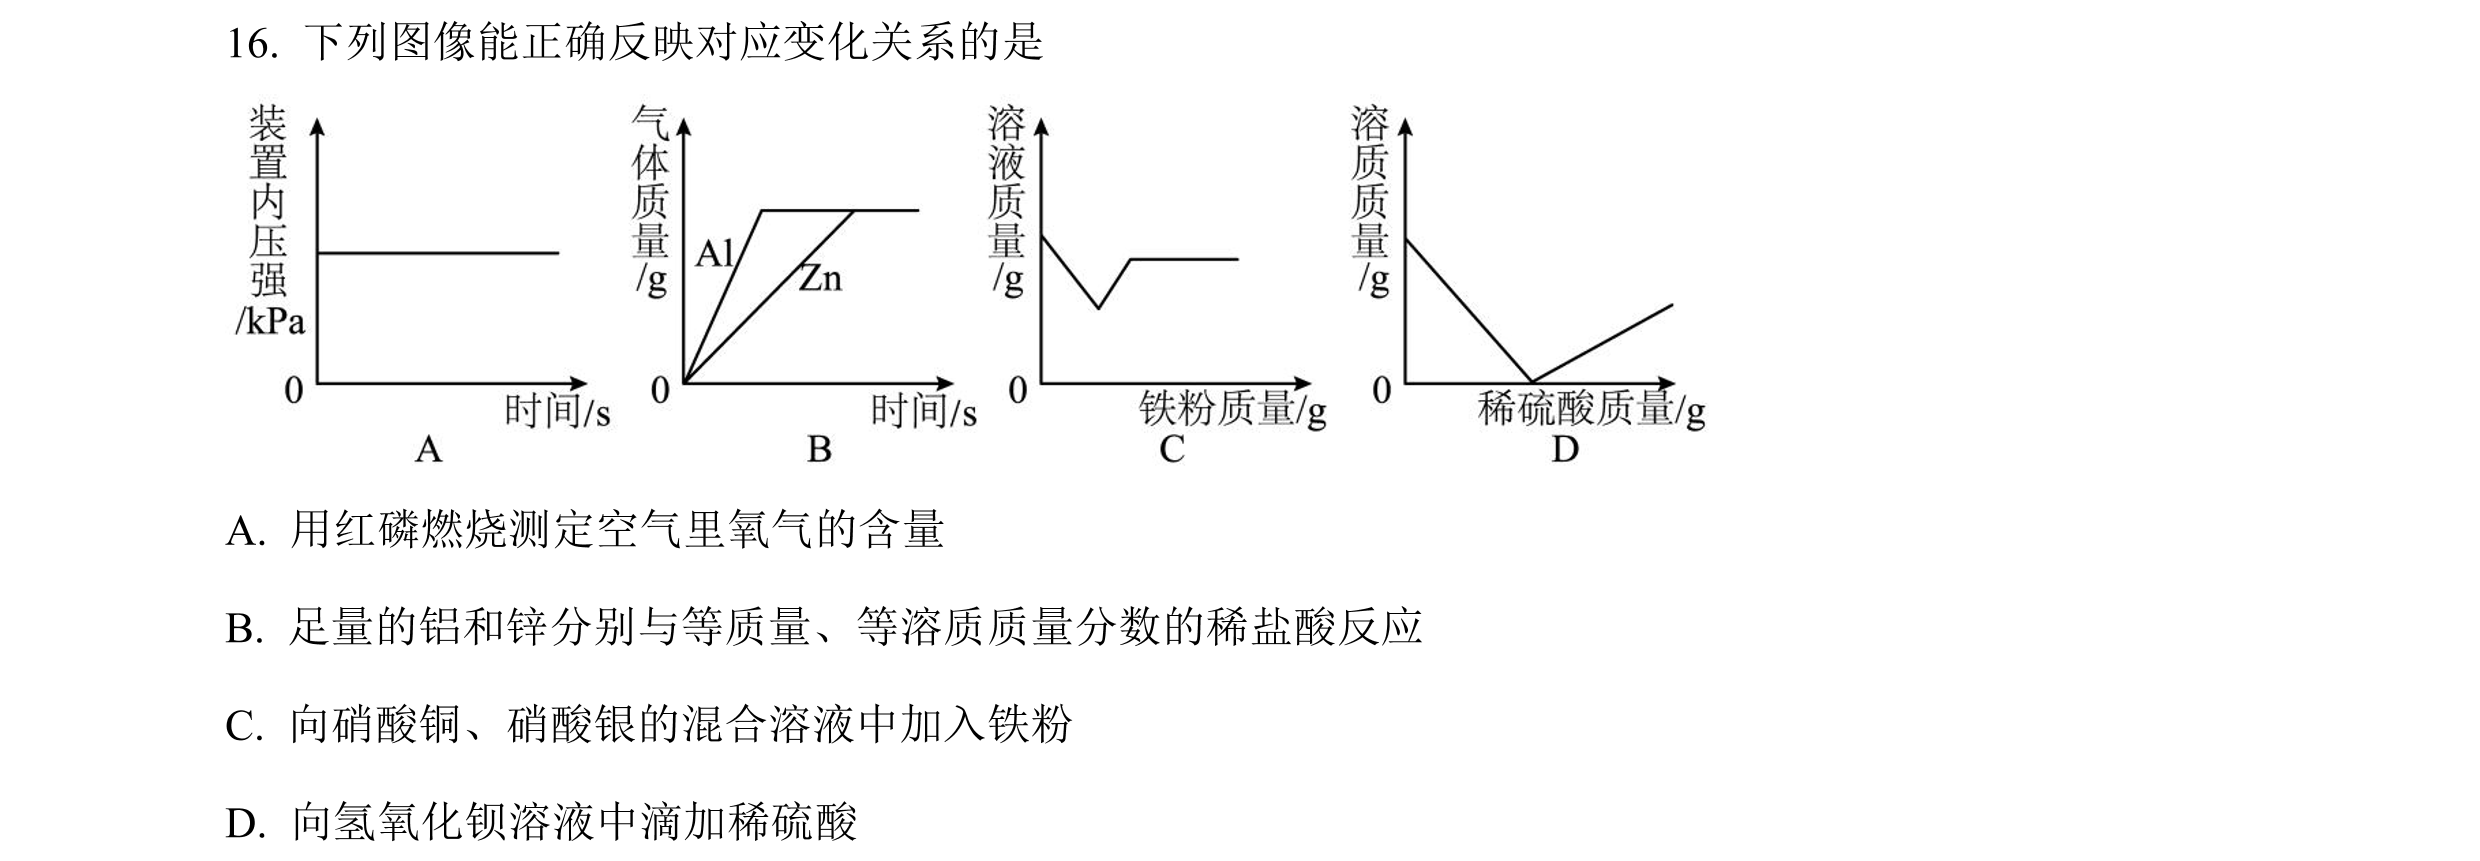 16. 下列图像能正确反映对应变化关系的是
装置内压强/kPa
0
时间/s
A
气体质量/g
Al
Zn
0
时间/s
B
溶液质量/g
0
铁粉质量/g
C
溶质质量/g
0
稀硫酸质量/g
D
A. 用红磷燃烧测定空气里氧气的含量
B. 足量的铝和锌分别与等质量、等溶质质量分数的稀盐酸反应
C. 向硝酸铜、硝酸银的混合溶液中加入铁粉
D. 向氢氧化钡溶液中滴加稀硫酸